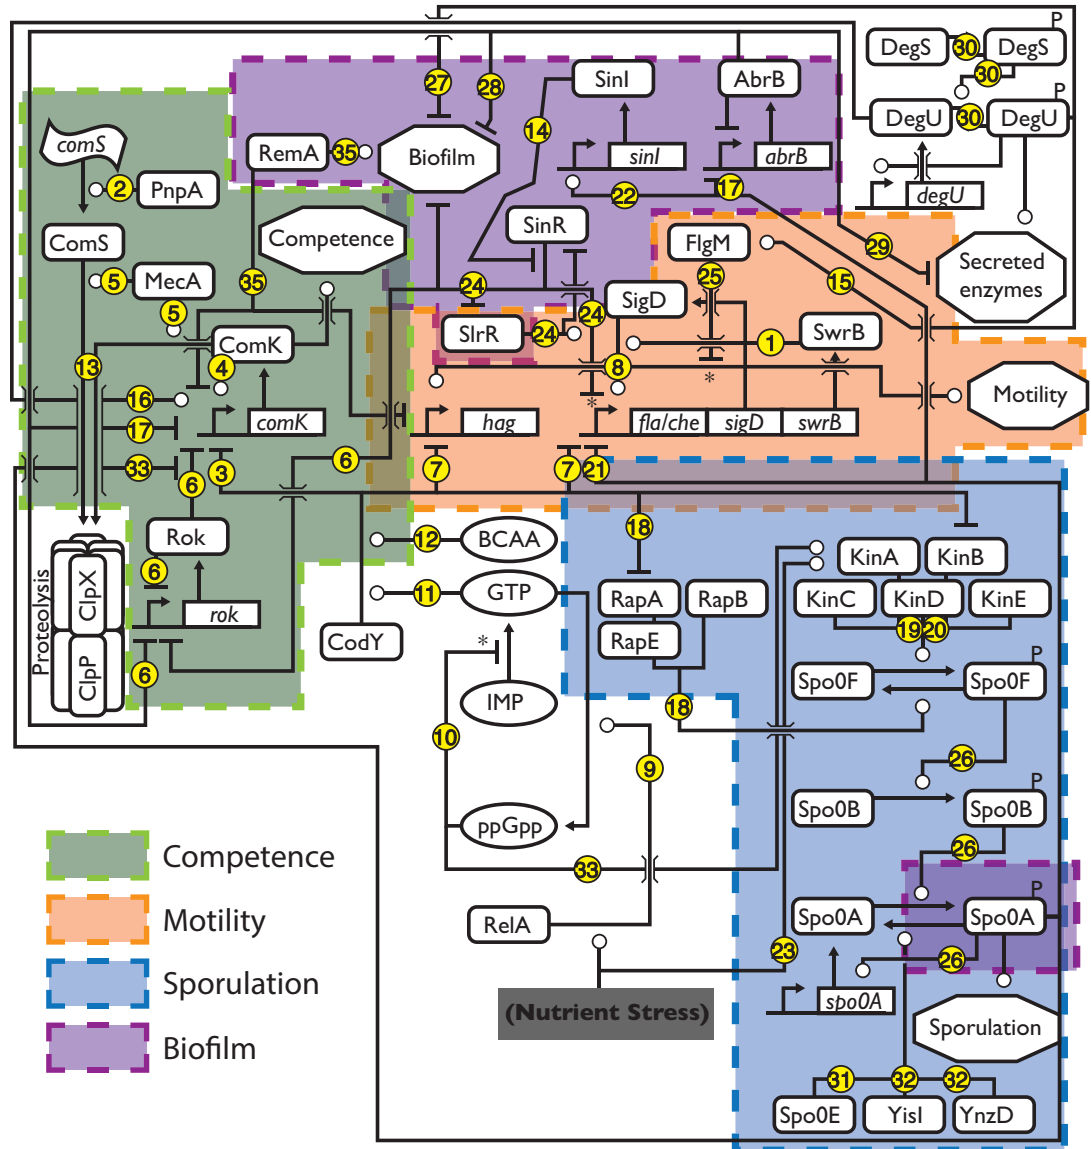 P
DegS
30
DegS
30
P
DegU
30
DegU
degU
27
28
SinI
AbrB
14
comS
RemA
35
Biofilm
sinI
abrB
2
PnpA
22
17
Competence
SinR
FlgM
29
ComS
Secreted
enzymes
5
MecA
35
24
SigD
25
15
5
SlrR
24
24
1
SwrB
ComK
13
4
8
*
*
Motility
16
17
comK
hag
fla/che
sigD
swrB
33
3
6
7
7
21
6
Rok
18
12
BCAA
KinA
KinB
6
11
GTP
RapA
RapB
KinC
KinD
KinE
Proteolysis
ClpX
rok
CodY
*
RapE
19
20
ClpP
6
IMP
Spo0F
P
Spo0F
18
10
9
26
ppGpp
Spo0B
P
Spo0B
Competence
33
26
Motility
RelA
Spo0A
P
Spo0A
23
26
Sporulation
(Nutrient Stress)
spo0A
Sporulation
Biofilm
31
32
32
Spo0E
YisI
YnzD